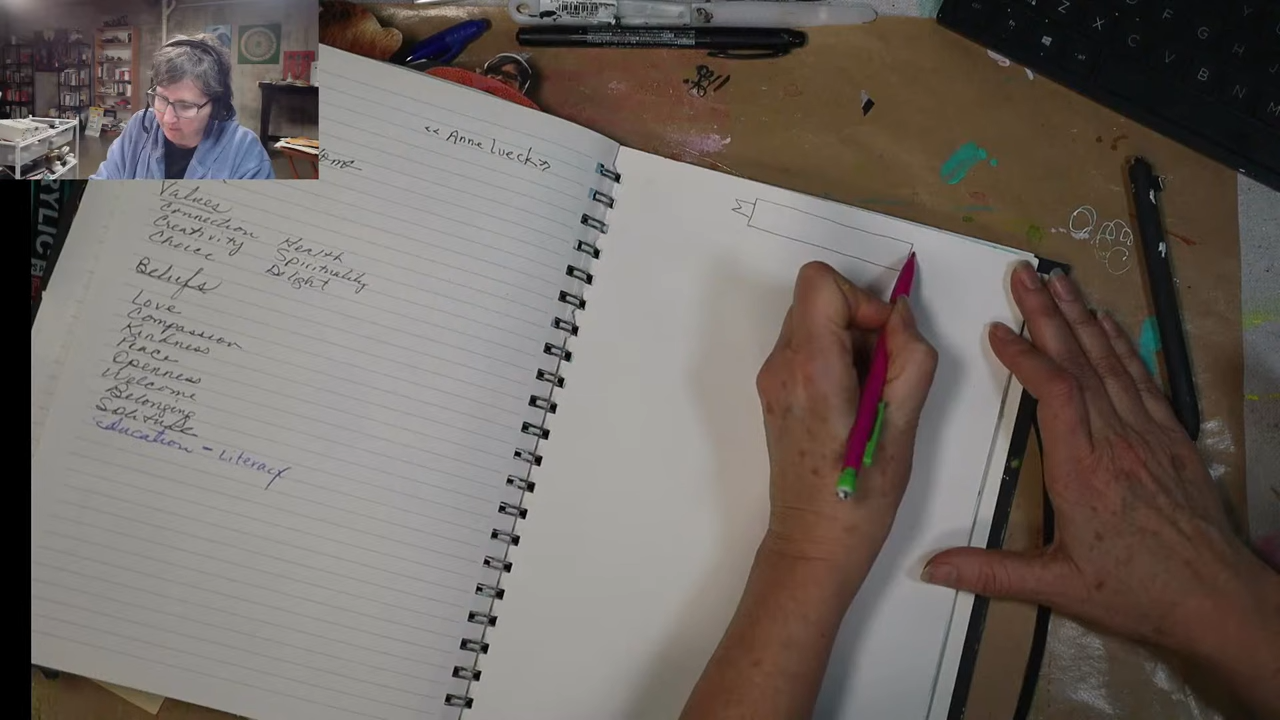 << Anne Lueck >>
ome
Values
Connection Health
Creativity Spirituality
Choice Delight
Beliefs
Love
Compassion
Kindness
Peace
Openness
Welcome
Belonging
Solitude
Education - Literacy
Z X C V B N M
F G H